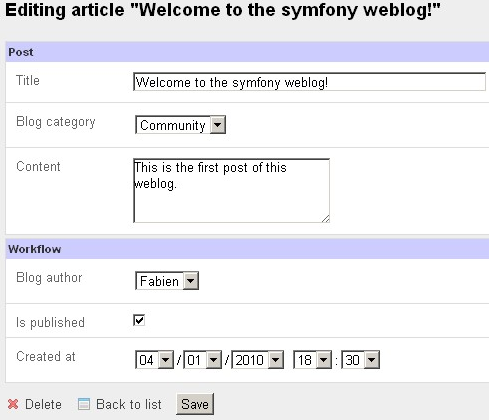 Editing article "Welcome to the symfony weblog!"
Post
Title Welcome to the symfony weblog!
Blog category Community
Content This is the first post of this
weblog.
Workflow
Blog author Fabien
Is published
Created at 04 / 01 / 2010 18 : 30
Delete Back to list Save